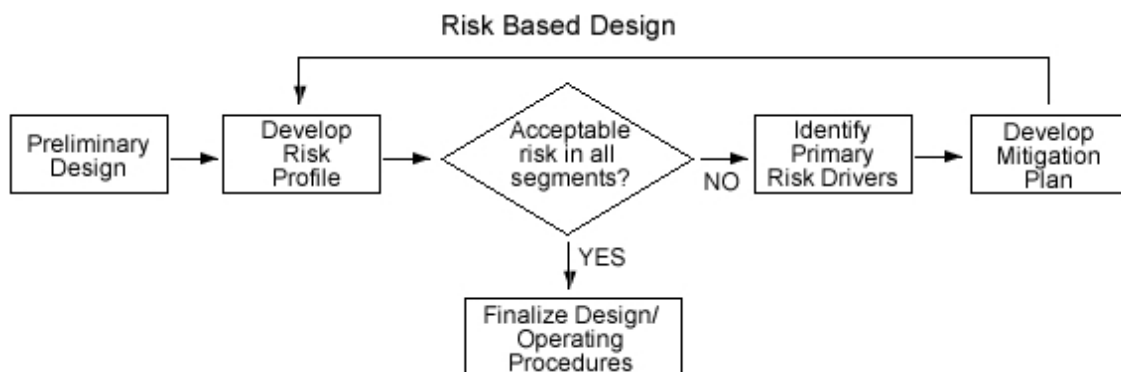 Risk Based Design
Preliminary
Design
Develop
Risk
Profile
Acceptable
risk in all
segments?
NO
Identify
Primary
Risk Drivers
Develop
Mitigation
Plan
YES
Finalize Design/
Operating
Procedures